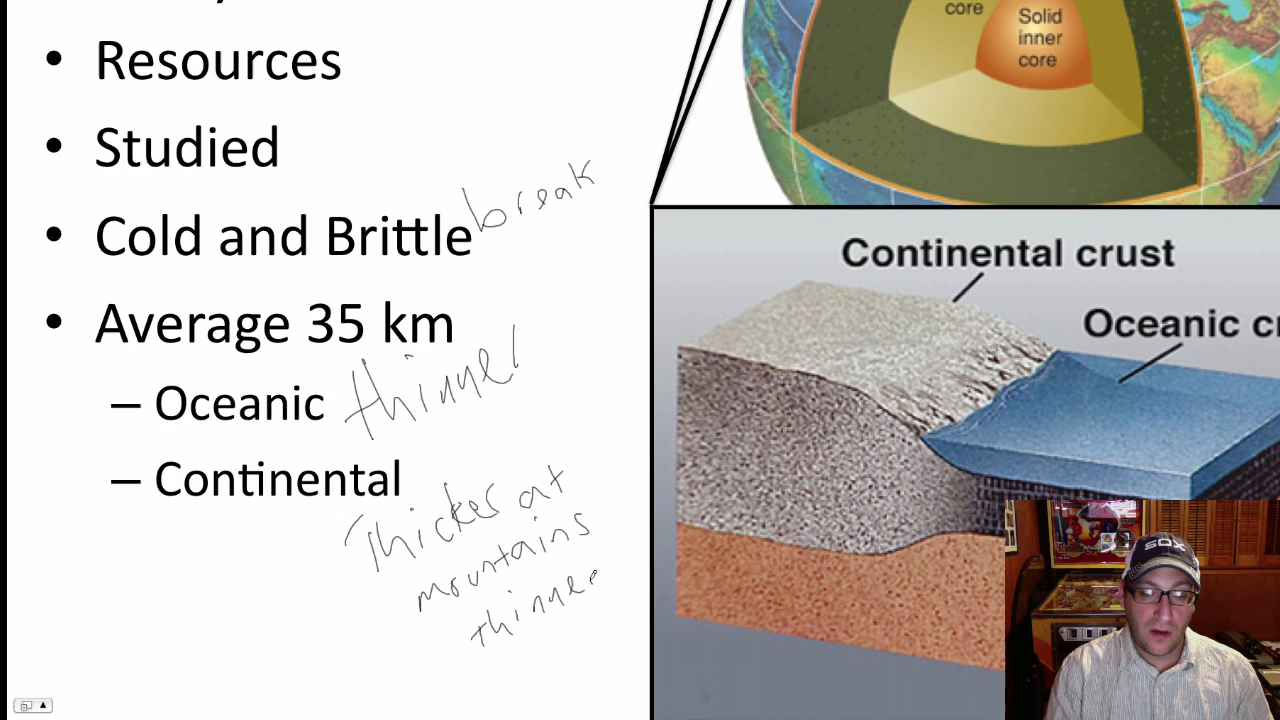 • Resources
• Studied
• Cold and Brittle break
• Average 35 km
– Oceanic thinner
– Continental
Thicker at
mountains
thinne
core
Solid
inner
core
Continental crust
Oceanic cr
SOX